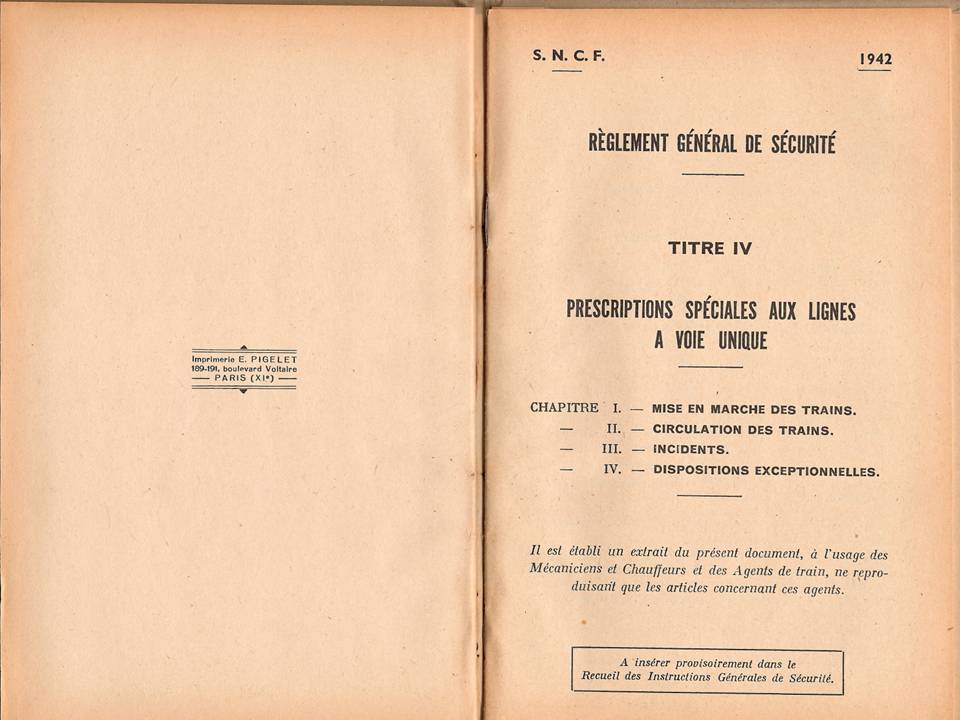 Imprimerie E. PIGELET
189-191, boulevard Voltaire
— PARIS (XIe) —
S. N. C. F.
1942
RÈGLEMENT GÉNÉRAL DE SÉCURITÉ
TITRE IV
PRESCRIPTIONS SPÉCIALES AUX LIGNES
A VOIE UNIQUE
CHAPITRE I. — MISE EN MARCHE DES TRAINS.
— II. — CIRCULATION DES TRAINS.
— III. — INCIDENTS.
— IV. — DISPOSITIONS EXCEPTIONNELLES.
Il est établi un extrait du présent document, à l'usage des
Mécaniciens et Chauffeurs et des Agents de train, ne repro-
duisant que les articles concernant ces agents.
A insérer provisoirement dans le
Recueil des Instructions Générales de Sécurité.